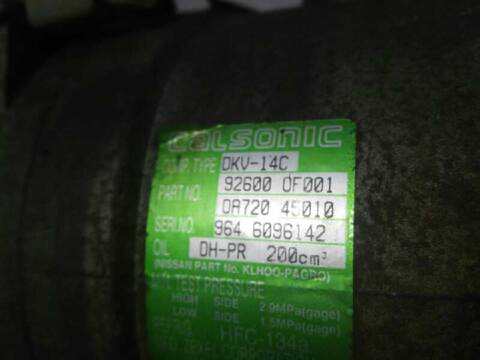 calsonic
COMP. TYPE DKV-14C
PART NO. 92600 0F001
0A720 45010
SERI.NO. 964 6096142
OIL DH-PR 200cm³
(NISSAN PART No. KLH00-PAGR0)
TEST PRESSURE
HIGH SIDE 2.9MPa(gage)
LOW SIDE 1.5MPa(gage)
HFC-134a